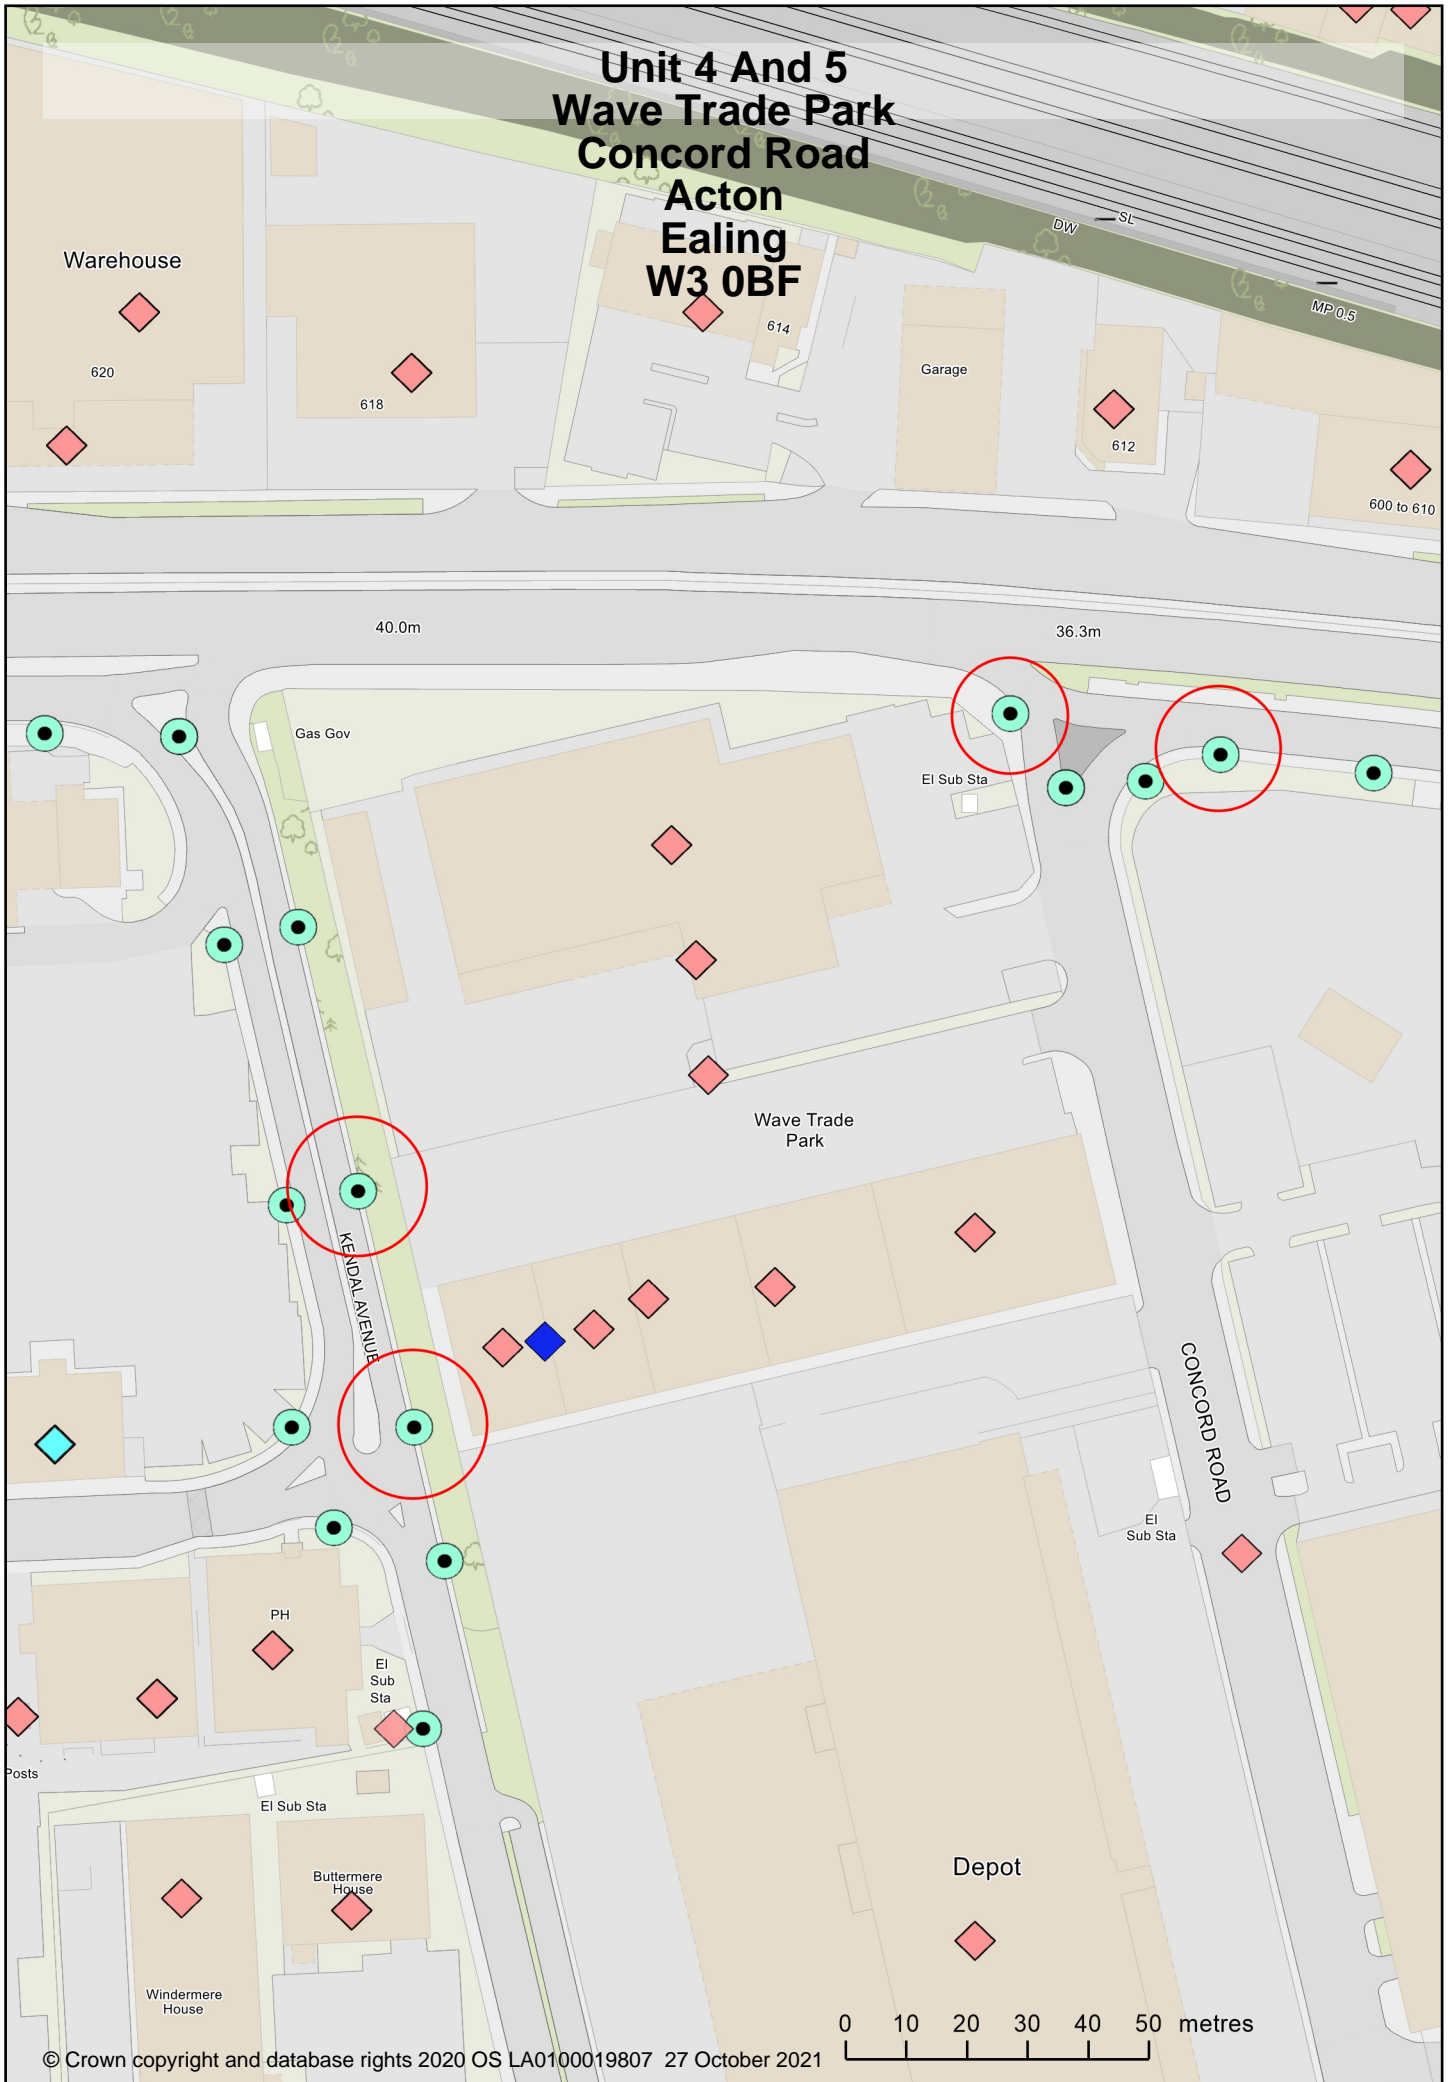 Unit 4 And 5
Wave Trade Park
Concord Road
Acton
Ealing
W3 0BF
DW
SL
MP 0.5
Warehouse
620
618
614
Garage
612
600 to 610
40.0m
36.3m
Gas Gov
El Sub Sta
Wave Trade
Park
KENDAL AVENUE
CONCORD ROAD
El
Sub Sta
PH
El
Sub
Sta
Posts
El Sub Sta
Buttermere
House
Windermere
House
Depot
0 10 20 30 40 50 metres
© Crown copyright and database rights 2020 OS LA0100019807 27 October 2021